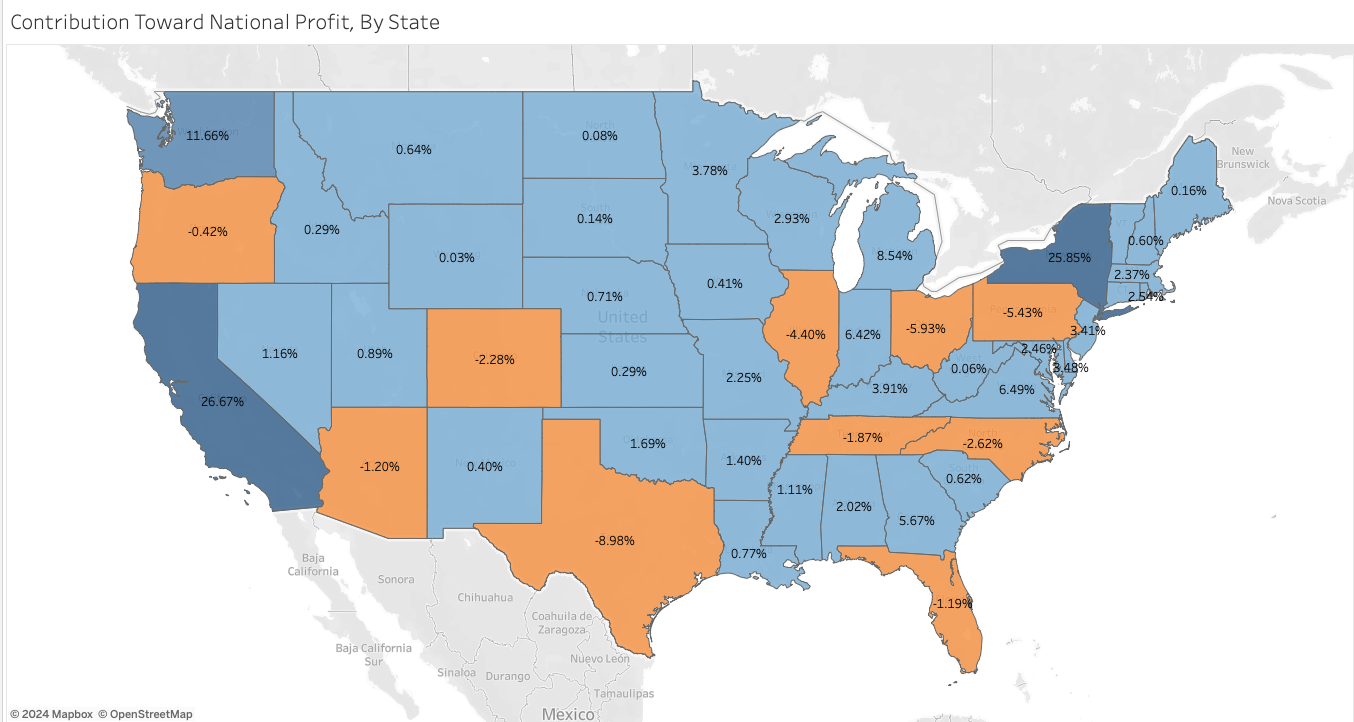 Contribution Toward National Profit, By State
11.66%
0.64%
North
0.08%
3.78%
New
Brunswick
Nova Scotia
0.16%
-0.42%
0.29%
0.03%
South
0.14%
2.93%
8.54%
25.85%
0.60%
2.37%
2.54%
0.71%
0.41%
United
States
-4.40%
6.42%
-5.93%
-5.43%
3.41%
2.46%
3.48%
26.67%
1.16%
0.89%
-2.28%
0.29%
2.25%
3.91%
West
0.06%
6.49%
-1.20%
0.40%
1.69%
1.40%
-1.87%
North
-2.62%
South
0.62%
-8.98%
0.77%
1.11%
2.02%
5.67%
-1.19%
Baja
California
Sonora
Chihuahua
Coahuila de
Zaragoza
Baja California
Sur
Sinaloa
Durango
Nuevo León
Tamaulipas
Mexico
© 2024 Mapbox © OpenStreetMap